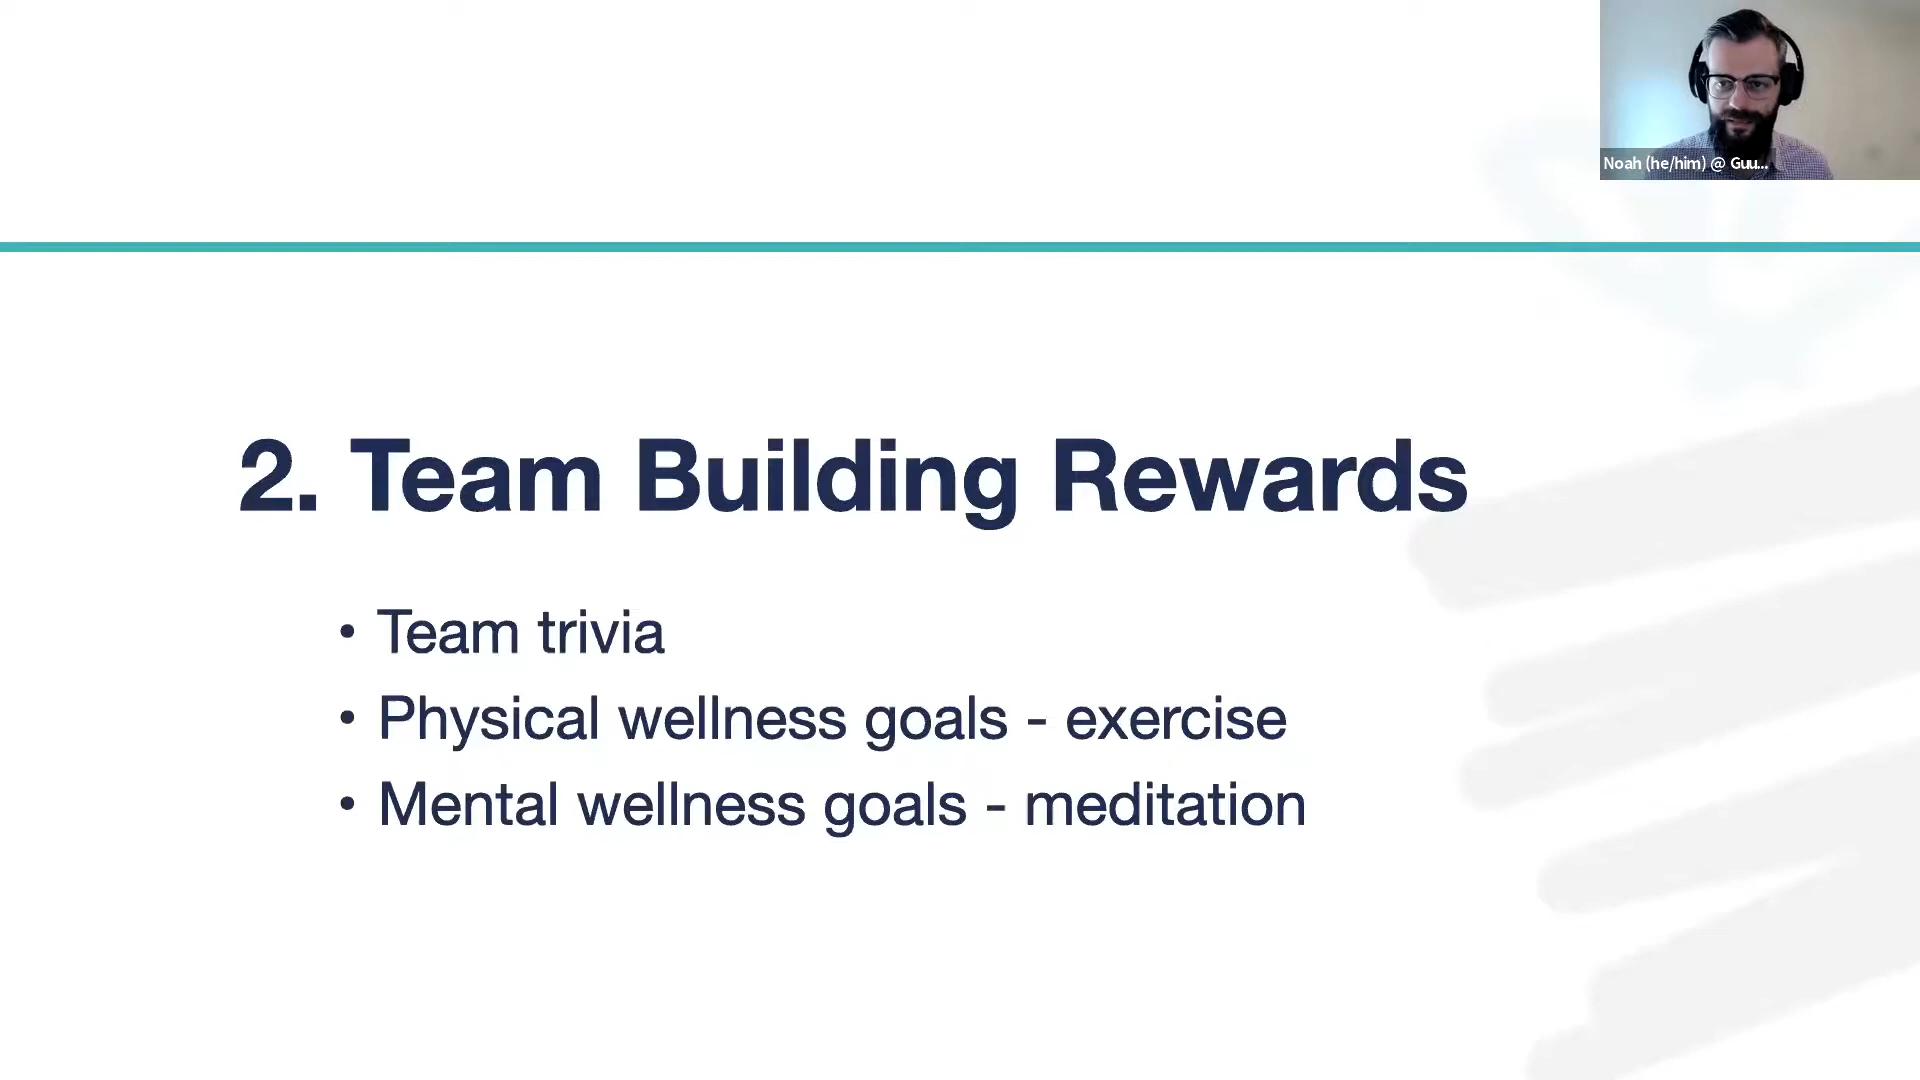 Noah (he/him) @ Guu...
2. Team Building Rewards
• Team trivia
• Physical wellness goals - exercise
• Mental wellness goals - meditation